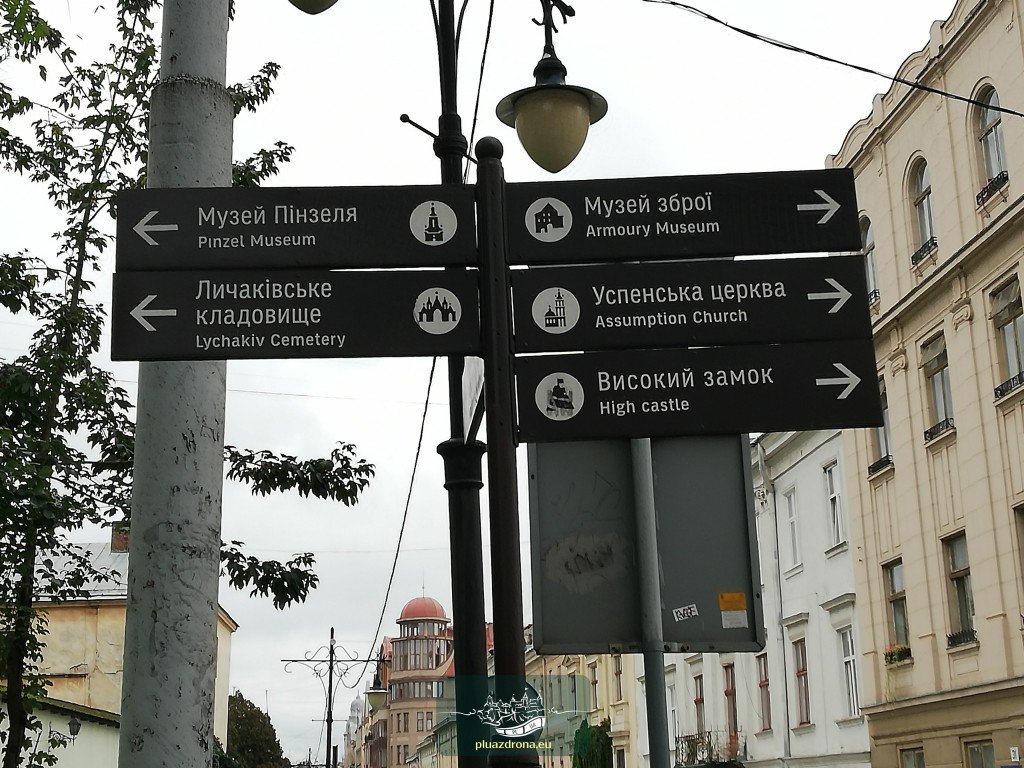 Музей Пінзеля
Pinzel Museum
Личаківське
кладовище
Lychakiv Cemetery
Музей зброї
Armoury Museum
Успенська церква
Assumption Church
Високий замок
High castle
pluazdrona.eu